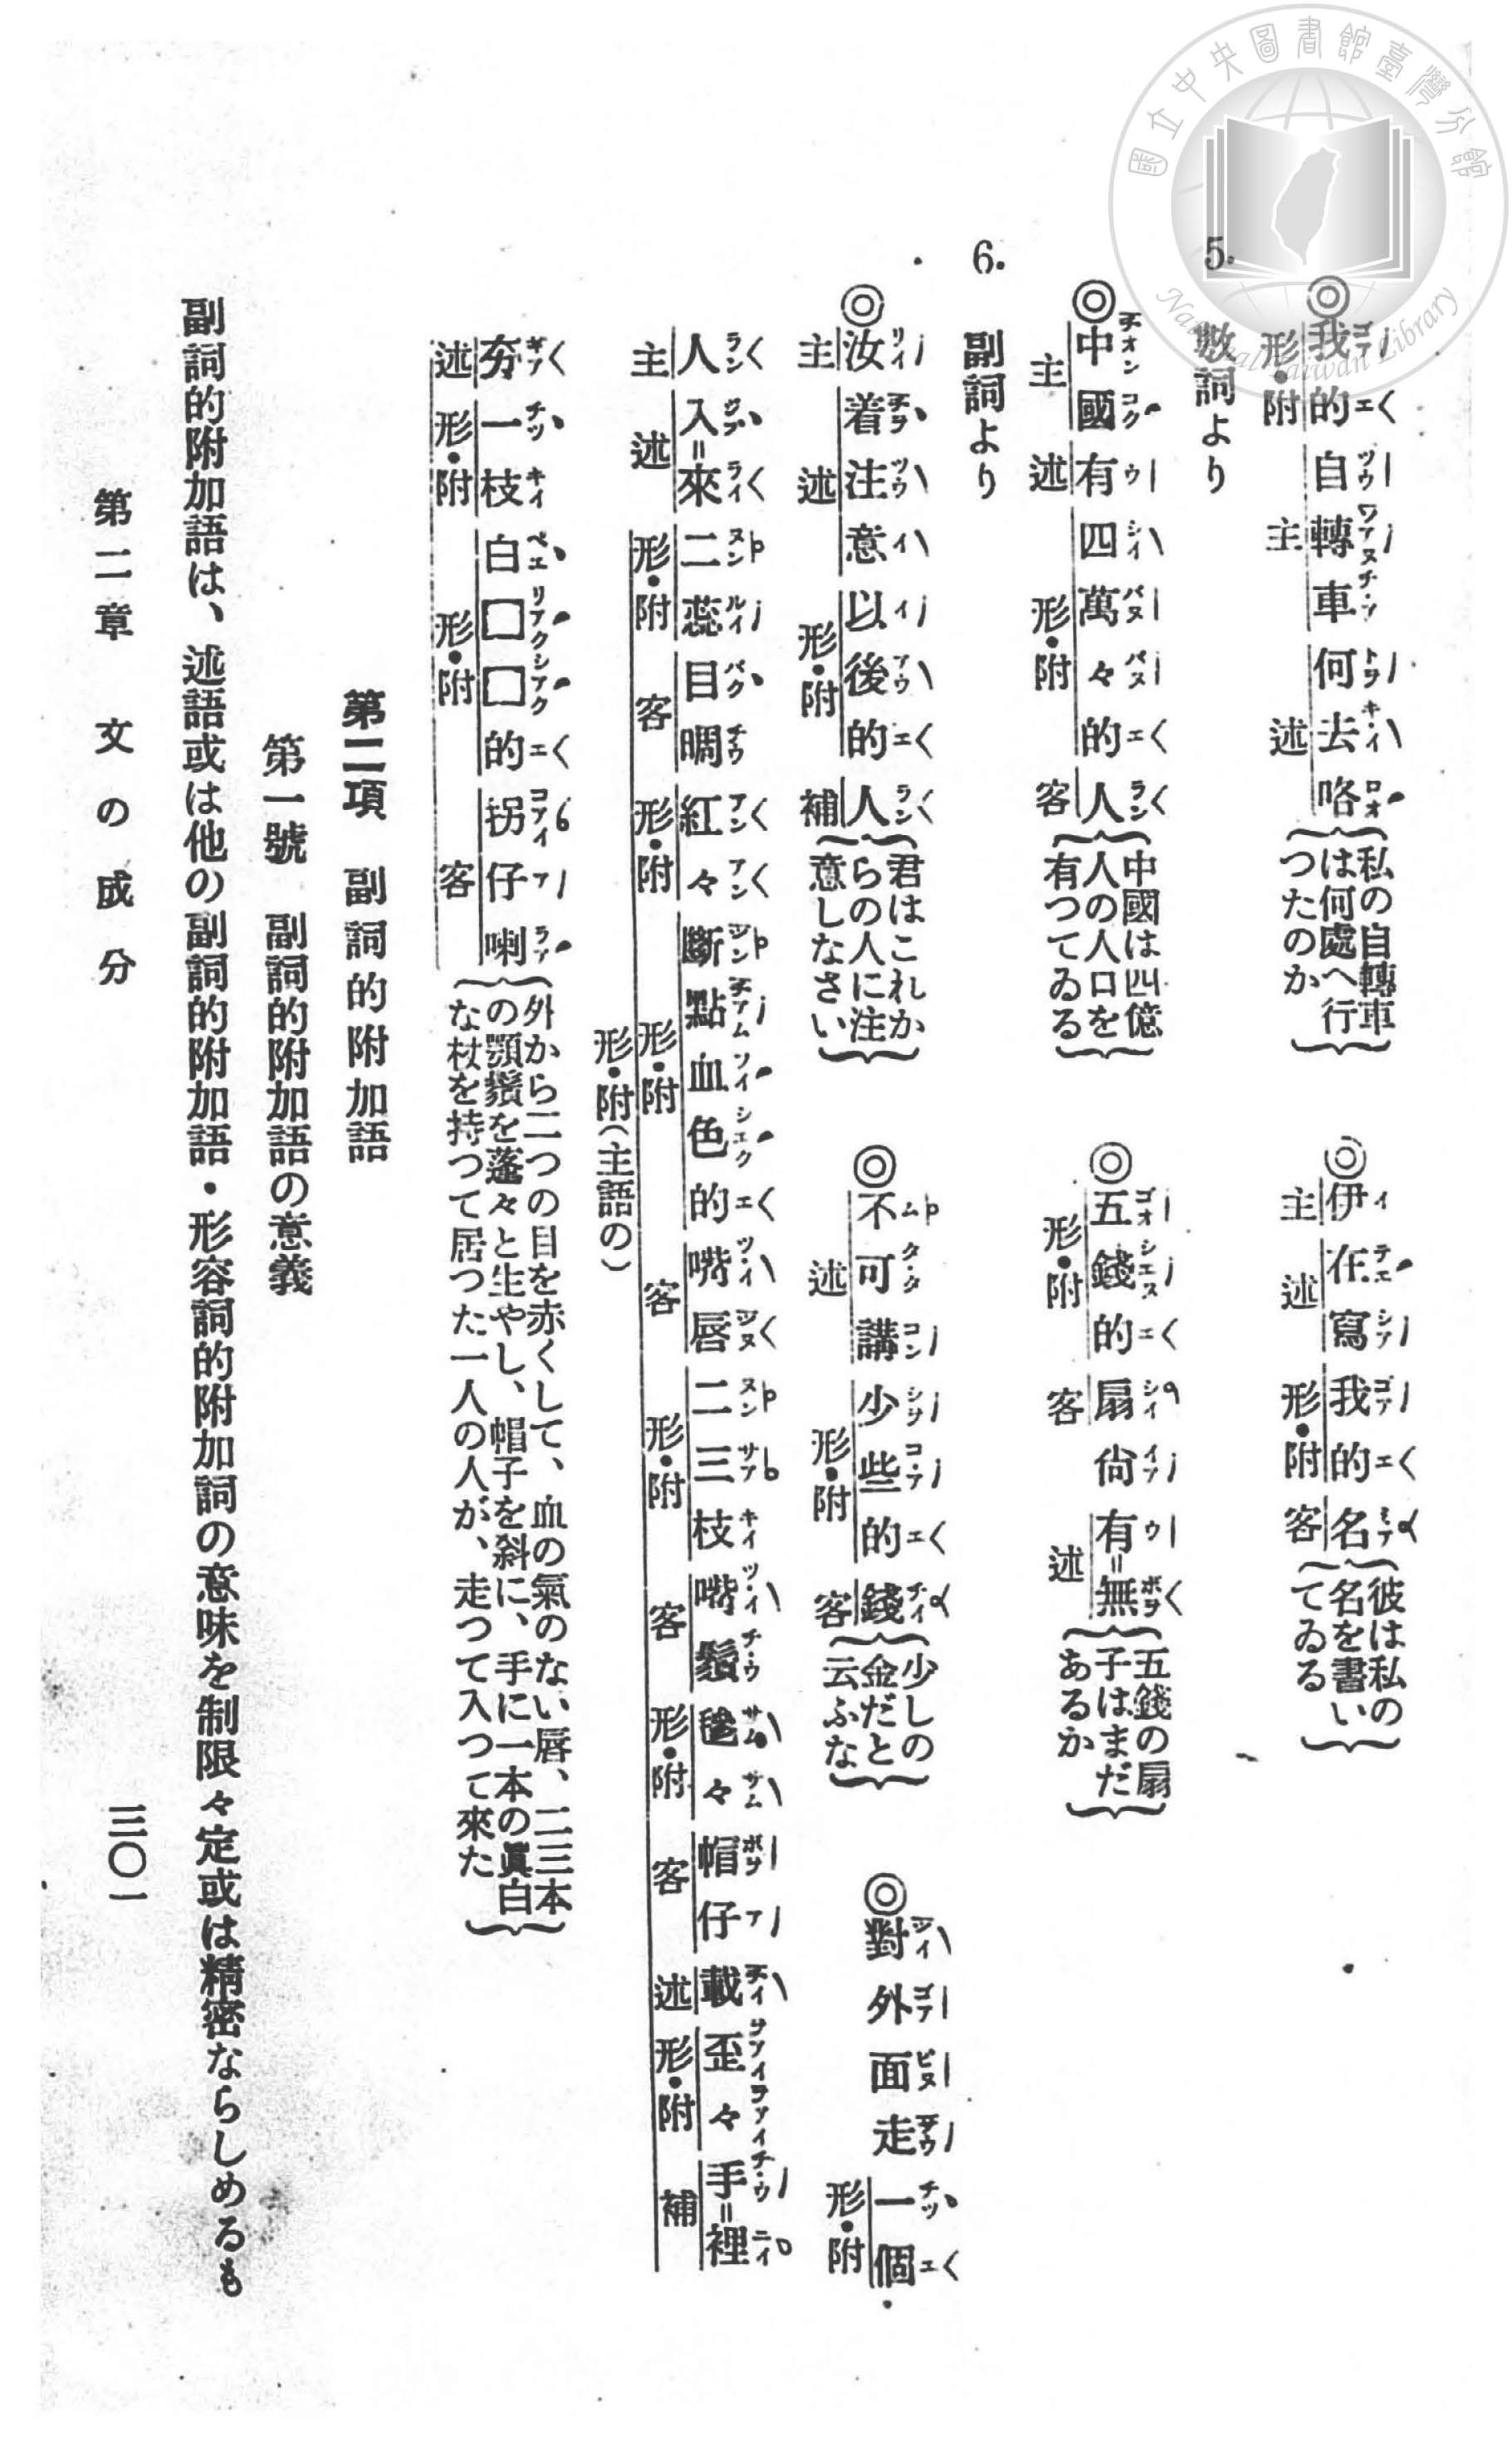 國立中央圖書館臺灣分館
National Taiwan Library
◎我的自轉車何去咯{私の自轉車は何處へ行つたのか}
形・附 主 述
◎伊在寫我的名{彼は私の名を書いてゐる}
主 述 形・附 客
5. 數詞より
◎中國有四萬々的人{中國は四億人の人口を有つてゐる}
主 述 形・附 客
◎五錢的扇尙有=無{五錢の扇子はまだあるか}
形・附 客 述
6. 副詞より
◎汝着注意以後的人{君はこれからの人に注意しなさい}
主 述 形・附 補
◎不可講少些的錢{少しの金だと云ふな}
述 形・附 客
◎對外面走一個
形・附
人入=來二蕊目睭紅々斷點血色的嘴唇二三枝嘴鬚毿々帽仔載歪々手=裡
主 述 形・附 客 形・附 形・附 客 形・附 客 形・附 客 述 形・附 補
形・附(主語の)
夯一枝白□□的拐仔喇{外から二つの目を赤くして、血の氣のない唇、二三本の顎鬚を蓬々と生やし、帽子を斜に、手に一本の眞白な杖を持つて居つた一人の人が、走つて入つて來た}
述 形・附 形・附 客
第二項 副詞的附加語
第一號 副詞的附加語の意義
副詞的附加語は、述語或は他の副詞的附加語・形容詞的附加詞の意味を制限々定或は精密ならしめるも
第二章 文の成分
三〇一